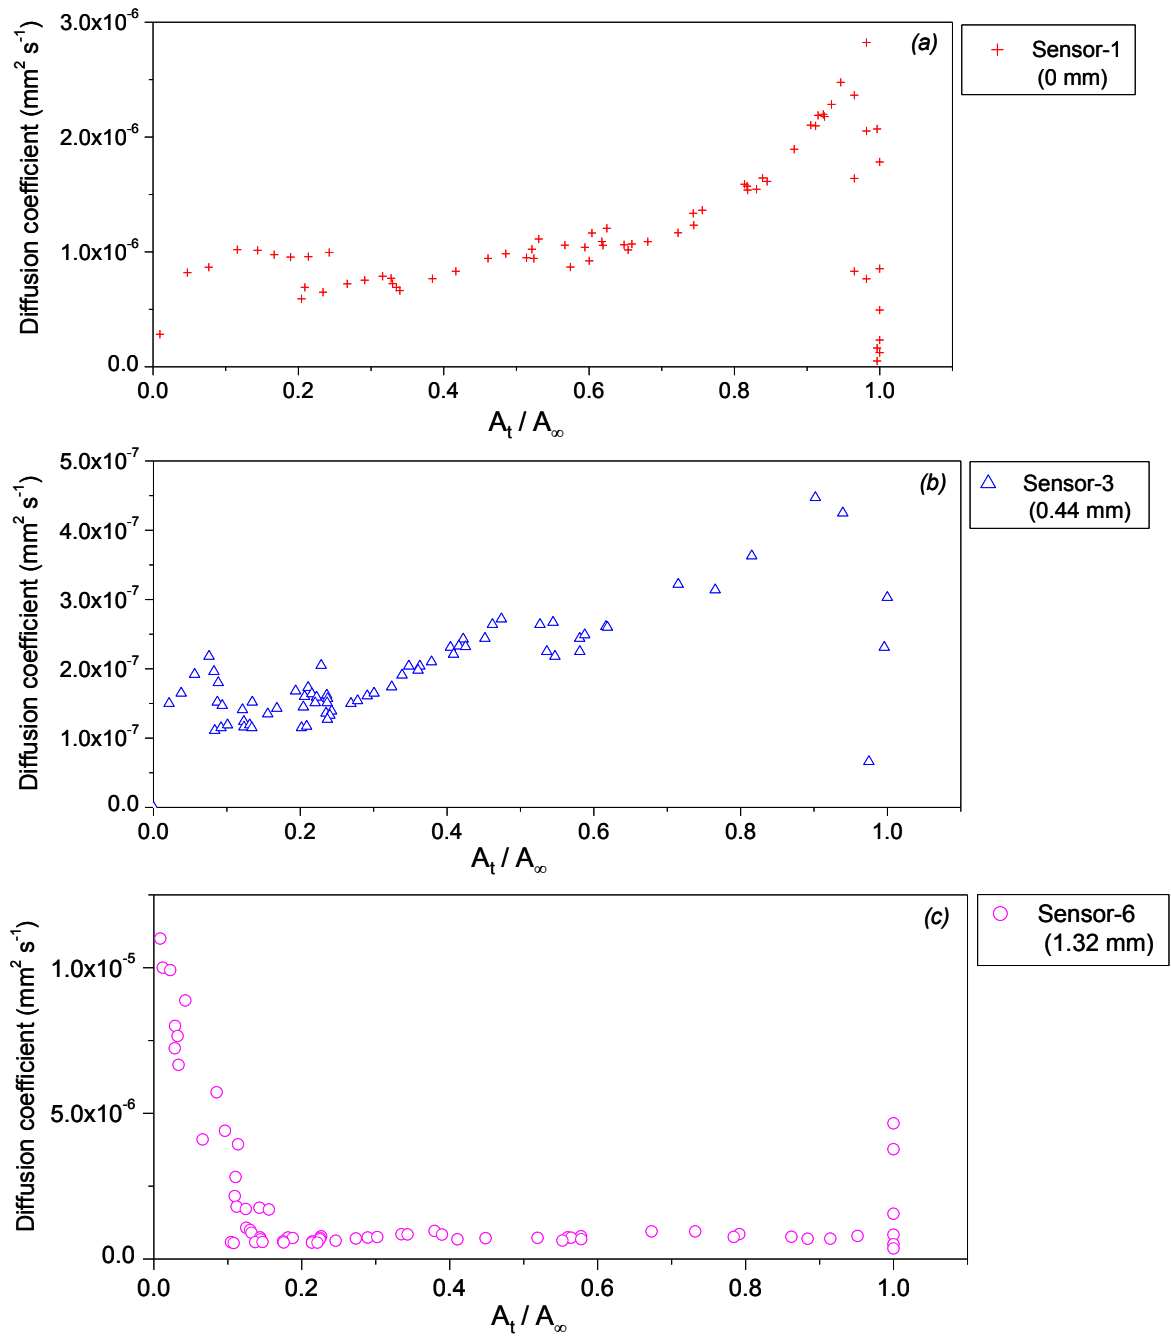 3.0x10⁻⁶
2.0x10⁻⁶
1.0x10⁻⁶
0.0
Diffusion coefficient (mm² s⁻¹)
(a)
Sensor-1
(0 mm)
0.0 0.2 0.4 0.6 0.8 1.0
Aₜ / A∞
5.0x10⁻⁷
4.0x10⁻⁷
3.0x10⁻⁷
2.0x10⁻⁷
1.0x10⁻⁷
0.0
Diffusion coefficient (mm² s⁻¹)
(b)
Sensor-3
(0.44 mm)
0.0 0.2 0.4 0.6 0.8 1.0
Aₜ / A∞
1.0x10⁻⁵
5.0x10⁻⁶
0.0
Diffusion coefficient (mm² s⁻¹)
(c)
Sensor-6
(1.32 mm)
0.0 0.2 0.4 0.6 0.8 1.0
Aₜ / A∞